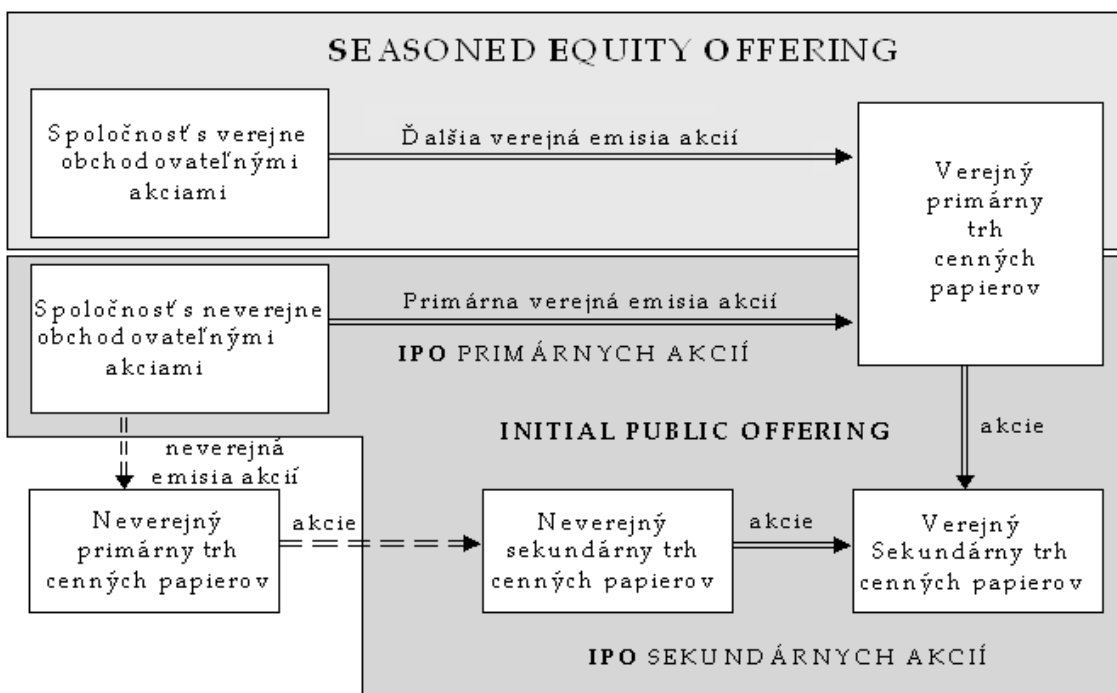 SEASONED EQUITY OFFERING
Spoločnosť s verejne
obchodovateľnými
akciami
Ďalšia verejná emisia akcií
Verejný
primárny
trh
cenných
papierov
Spoločnosť s neverejne
obchodovateľnými
akciami
Primárna verejná emisia akcií
IPO PRIMÁRNYCH AKCIÍ
INITIAL PUBLIC OFFERING
akcie
neverejná
emisia akcií
Neverejný
primárny trh
cenných papierov
akcie
Neverejný
sekundárny trh
cenných papierov
akcie
Verejný
Sekundárny trh
cenných papierov
IPO SEKUNDÁRNYCH AKCIÍ